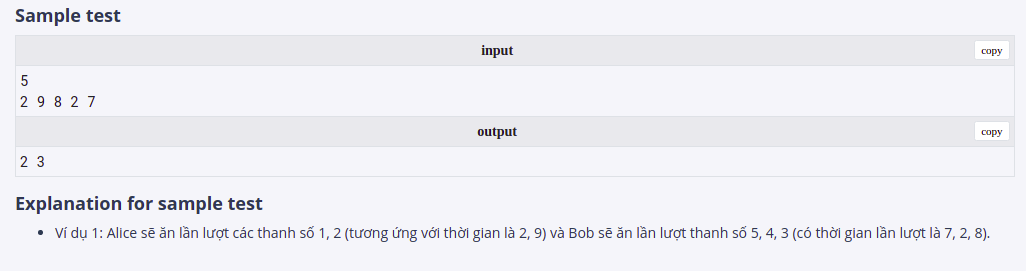 Sample test
input
copy
5
2 9 8 2 7
output
copy
2 3
Explanation for sample test
Ví dụ 1: Alice sẽ ăn lần lượt các thanh số 1, 2 (tương ứng với thời gian là 2, 9) và Bob sẽ ăn lần lượt thanh số 5, 4, 3 (có thời gian lần lượt là 7, 2, 8).